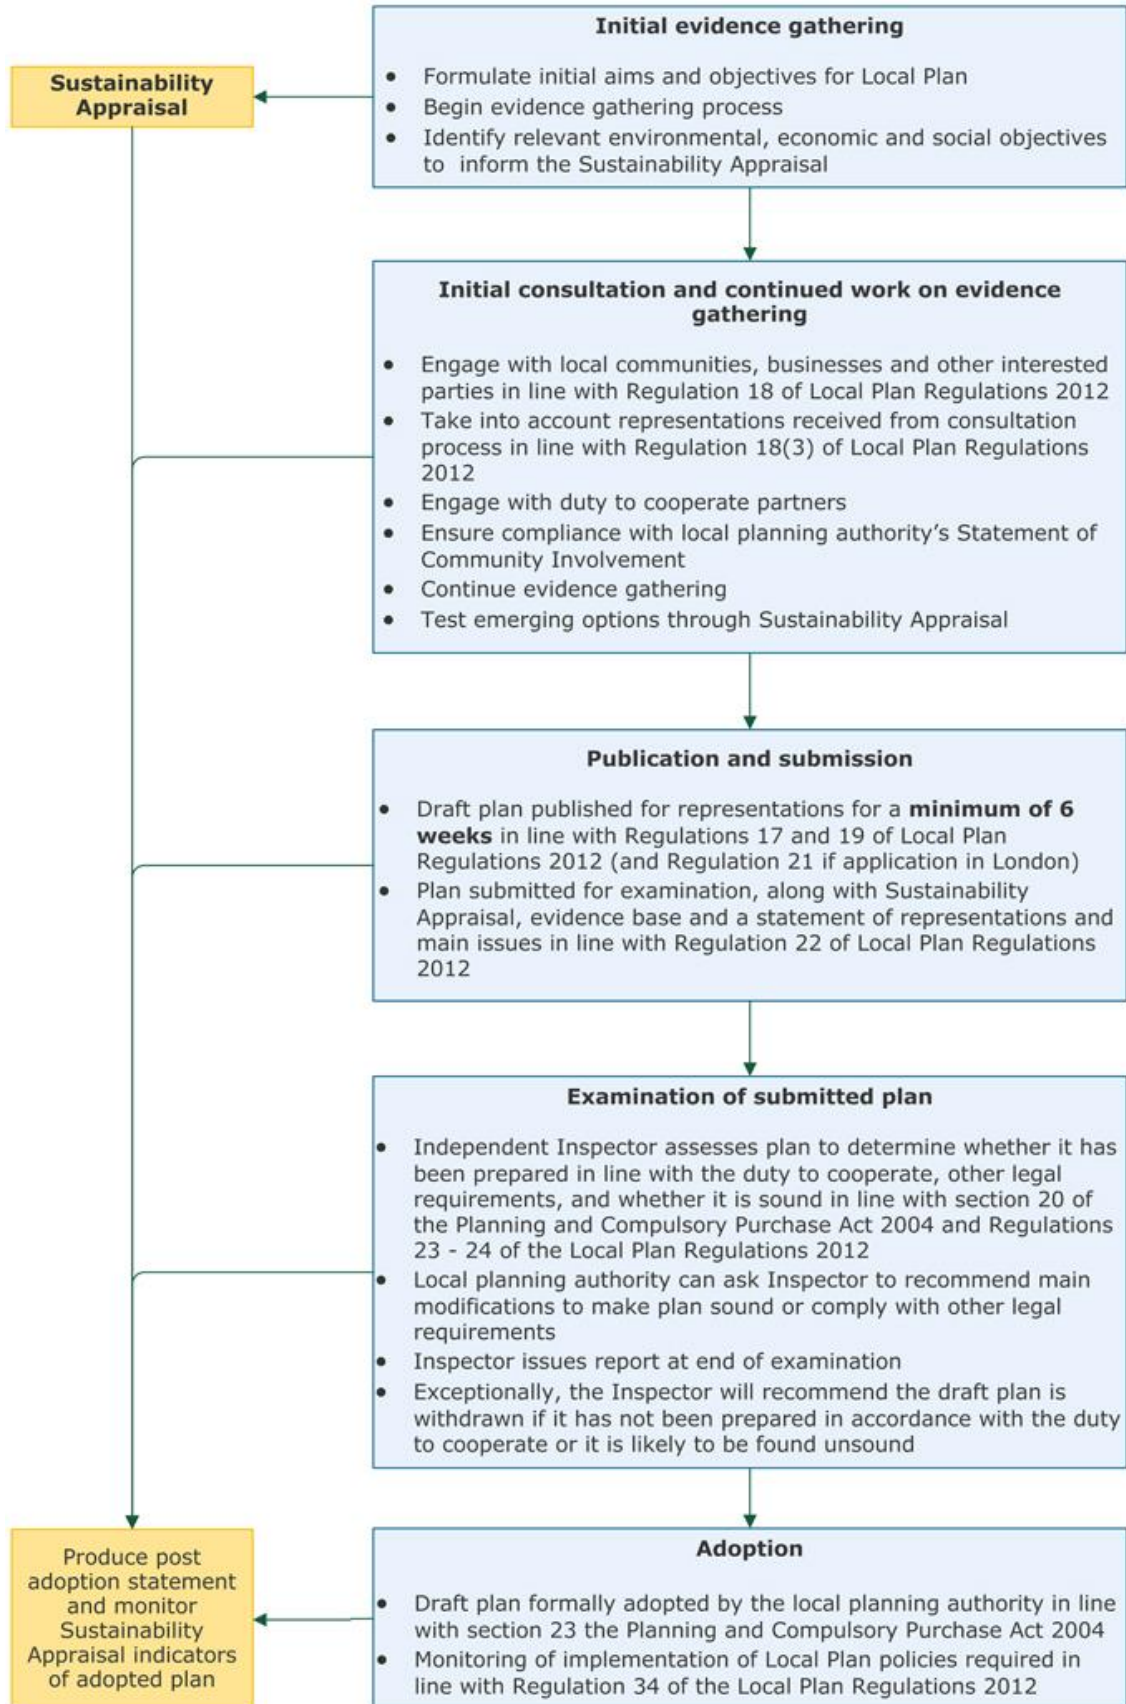 Initial evidence gathering
• Formulate initial aims and objectives for Local Plan
• Begin evidence gathering process
• Identify relevant environmental, economic and social objectives
to inform the Sustainability Appraisal
Sustainability
Appraisal
Initial consultation and continued work on evidence
gathering
• Engage with local communities, businesses and other interested
parties in line with Regulation 18 of Local Plan Regulations 2012
• Take into account representations received from consultation
process in line with Regulation 18(3) of Local Plan Regulations
2012
• Engage with duty to cooperate partners
• Ensure compliance with local planning authority’s Statement of
Community Involvement
• Continue evidence gathering
• Test emerging options through Sustainability Appraisal
Publication and submission
• Draft plan published for representations for a minimum of 6
weeks in line with Regulations 17 and 19 of Local Plan
Regulations 2012 (and Regulation 21 if application in London)
• Plan submitted for examination, along with Sustainability
Appraisal, evidence base and a statement of representations and
main issues in line with Regulation 22 of Local Plan Regulations
2012
Examination of submitted plan
• Independent Inspector assesses plan to determine whether it has
been prepared in line with the duty to cooperate, other legal
requirements, and whether it is sound in line with section 20 of
the Planning and Compulsory Purchase Act 2004 and Regulations
23 - 24 of the Local Plan Regulations 2012
• Local planning authority can ask Inspector to recommend main
modifications to make plan sound or comply with other legal
requirements
• Inspector issues report at end of examination
• Exceptionally, the Inspector will recommend the draft plan is
withdrawn if it has not been prepared in accordance with the duty
to cooperate or it is likely to be found unsound
Adoption
• Draft plan formally adopted by the local planning authority in line
with section 23 the Planning and Compulsory Purchase Act 2004
• Monitoring of implementation of Local Plan policies required in
line with Regulation 34 of the Local Plan Regulations 2012
Produce post
adoption statement
and monitor
Sustainability
Appraisal indicators
of adopted plan